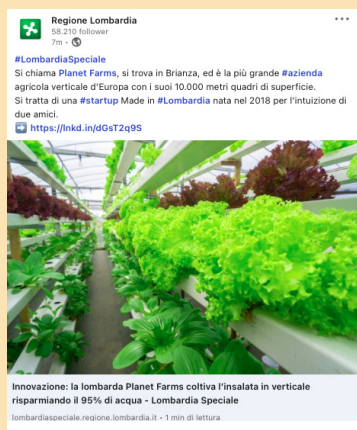 Regione Lombardia
58.210 follower
7m •
#LombardiaSpeciale
Si chiama Planet Farms, si trova in Brianza, ed è la più grande #azienda
agricola verticale d'Europa con i suoi 10.000 metri quadri di superficie.
Si tratta di una #startup Made in #Lombardia nata nel 2018 per l'intuizione di
due amici.
https://lnkd.in/dGsT2q9S
Innovazione: la lombarda Planet Farms coltiva l'insalata in verticale
risparmiando il 95% di acqua - Lombardia Speciale
lombardiaspeciale.regione.lombardia.it • 1 min di lettura